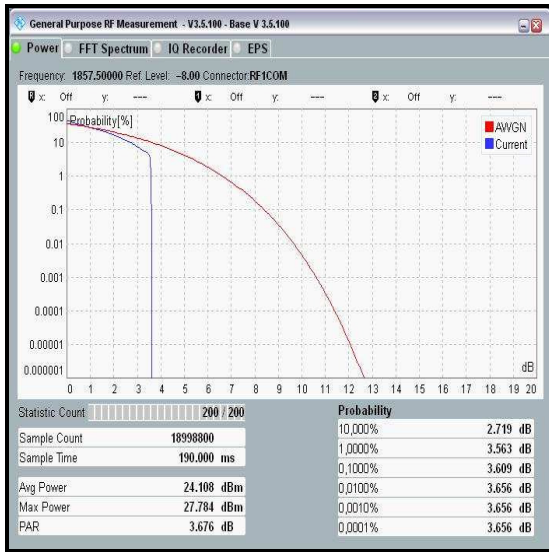 General Purpose RF Measurement - V3.5.100 - Base V 3.5.100
Power FFT Spectrum IQ Recorder EPS
Frequency: 1857.50000 Ref. Level: -8.00 Connector:RF1COM
x: Off y: --- 1 x: Off y: --- 2 x: Off y: ---
Probability[%]
AWGN
Current
100
10
1
0.1
0.01
0.001
0.0001
0.00001
0.000001
dB
0 1 2 3 4 5 6 7 8 9 10 11 12 13 14 15 16 17 18 19 20
Statistic Count 200 / 200
Sample Count 18998800
Sample Time 190.000 ms
Avg Power 24.108 dBm
Max Power 27.784 dBm
PAR 3.676 dB
Probability
10,000% 2.719 dB
1,0000% 3.563 dB
0,1000% 3.609 dB
0,0100% 3.656 dB
0,0010% 3.656 dB
0,0001% 3.656 dB